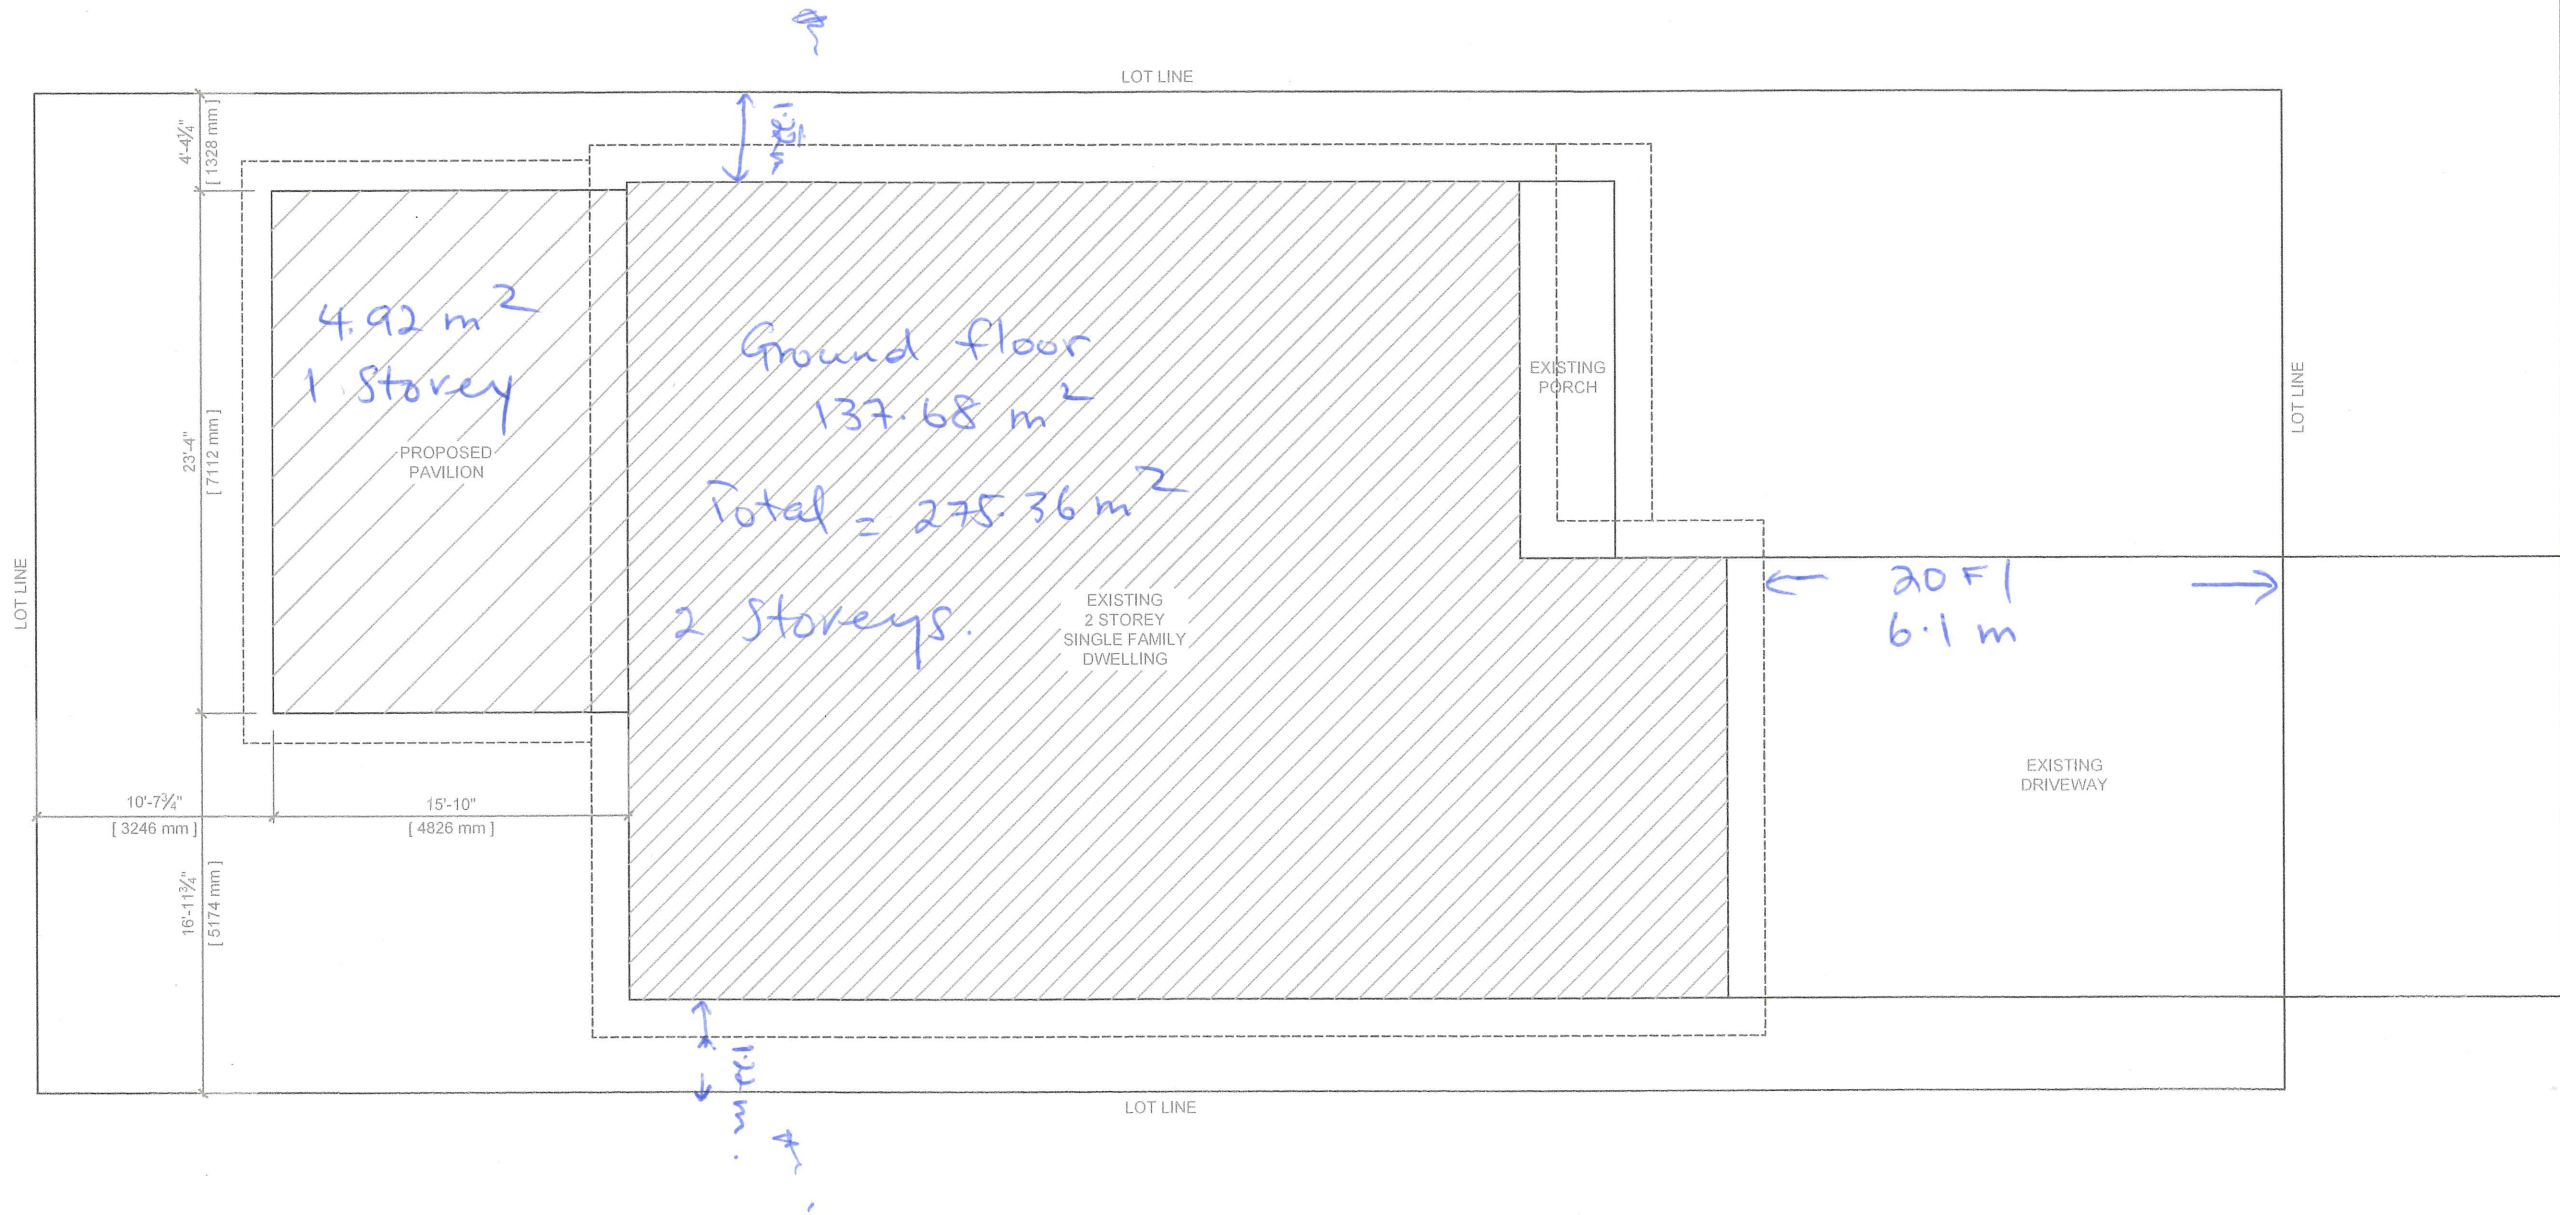 LOT LINE
4'-4¼"
[ 1328 mm ]
4.92 m²
1 Storey
Ground floor
137.68 m²
Total = 275.36 m²
2 Storeys.
EXISTING
PORCH
LOT LINE
23'-4"
[ 7112 mm ]
PROPOSED
PAVILION
LOT LINE
EXISTING
2 STOREY
SINGLE FAMILY
DWELLING
20 Ft
6.1 m
EXISTING
DRIVEWAY
10'-7¾"
[ 3246 mm ]
15'-10"
[ 4826 mm ]
16'-11¾"
[ 5174 mm ]
LOT LINE